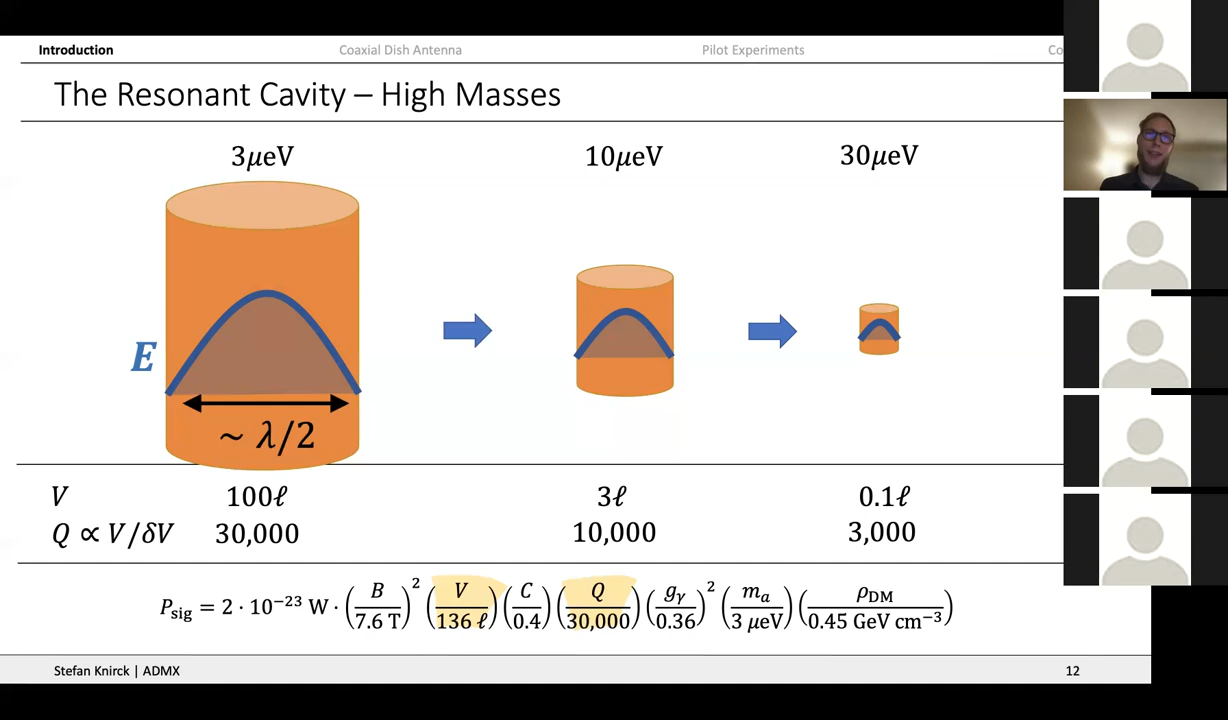 Introduction Coaxial Dish Antenna Pilot Experiments Co
The Resonant Cavity – High Masses
3μeV 10μeV 30μeV
E
~ λ/2
V 100ℓ 3ℓ 0.1ℓ
Q ∝ V/δV 30,000 10,000 3,000
P_sig = 2 · 10^−23 W · (B/7.6 T)^2 (V/136 ℓ) (C/0.4) (Q/30,000) (g_γ/0.36)^2 (m_a/3 μeV) (ρ_DM/0.45 GeV cm^−3)
Stefan Knirck | ADMX 12